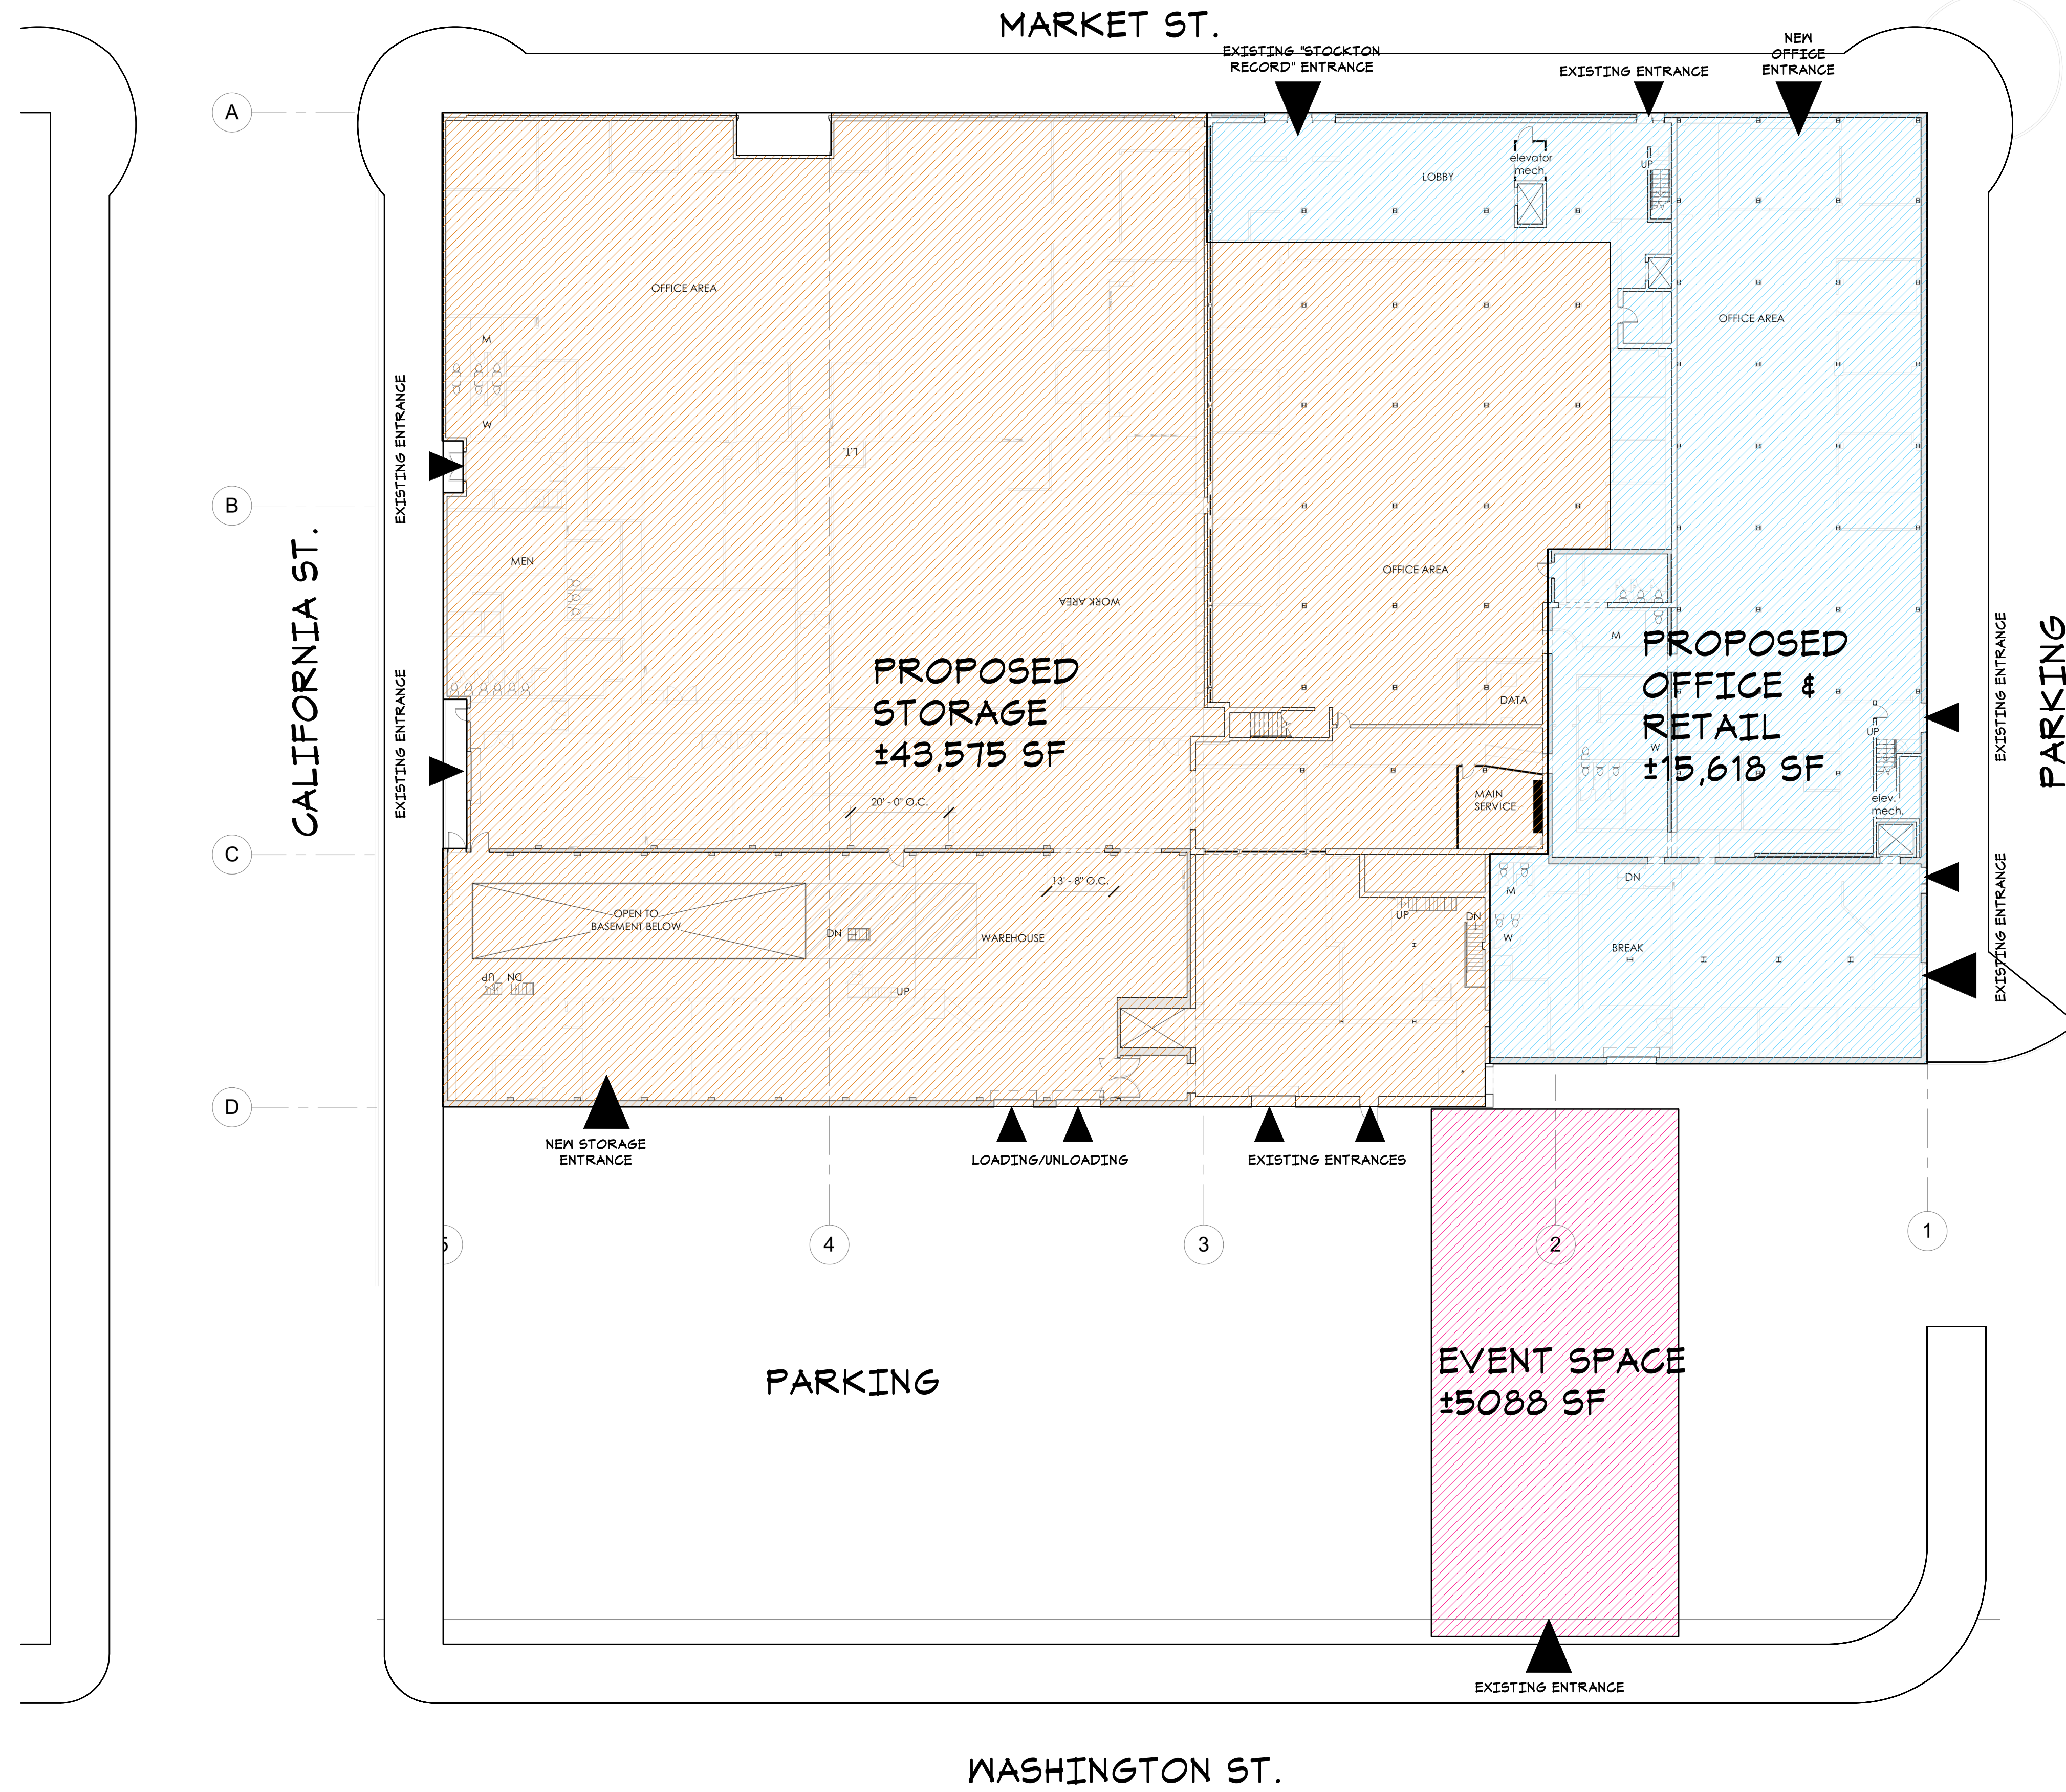 MARKET ST.
EXISTING "STOCKTON
RECORD" ENTRANCE
EXISTING ENTRANCE
NEW
OFFICE
ENTRANCE
A
elevator
mech.
UP
LOBBY
OFFICE AREA
OFFICE AREA
M
W
EXISTING ENTRANCE
L.T.
B
CALIFORNIA ST.
MEN
OFFICE AREA
WORK AREA
PROPOSED
STORAGE
±43,575 SF
M
PROPOSED
OFFICE &
RETAIL
±15,618 SF
W
DATA
UP
EXISTING ENTRANCE
PARKING
EXISTING ENTRANCE
MAIN
SERVICE
elev.
mech.
20' - 0" O.C.
C
13' - 8" O.C.
DN
M
W
OPEN TO
BASEMENT BELOW
DN
WAREHOUSE
UP
DN
BREAK
EXISTING ENTRANCE
UP
DN
UP
D
NEW STORAGE
ENTRANCE
LOADING/UNLOADING
EXISTING ENTRANCES
5
4
3
2
1
PARKING
EVENT SPACE
±5088 SF
EXISTING ENTRANCE
WASHINGTON ST.